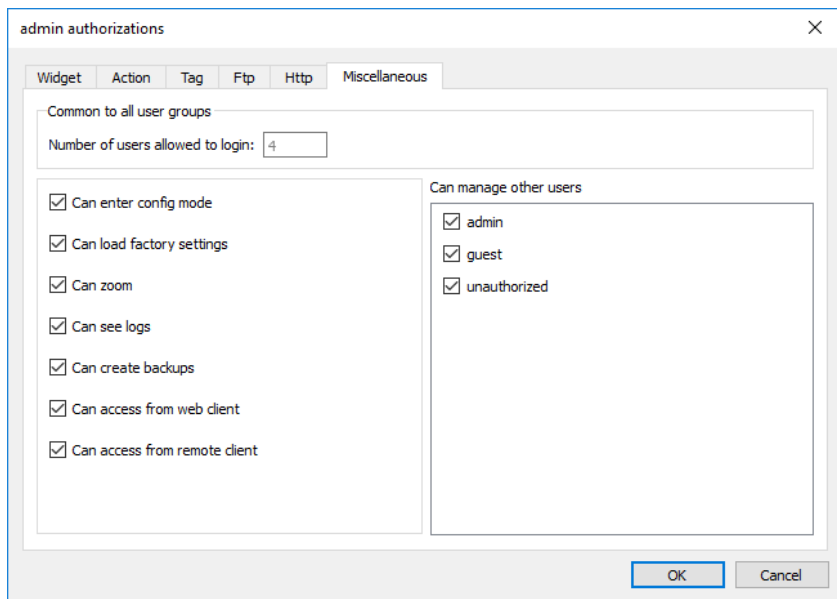 admin authorizations
Widget Action Tag Ftp Http Miscellaneous
Common to all user groups
Number of users allowed to login: 4
Can enter config mode
Can load factory settings
Can zoom
Can see logs
Can create backups
Can access from web client
Can access from remote client
Can manage other users
admin
guest
unauthorized
OK Cancel